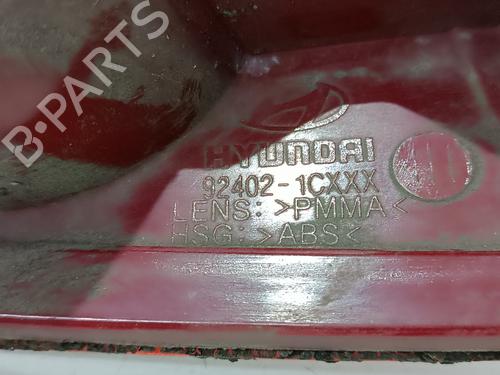 B-PARTS
HYUNDAI
92402-1CXXX
LENS: >PMMA<
HSG: >ABS<